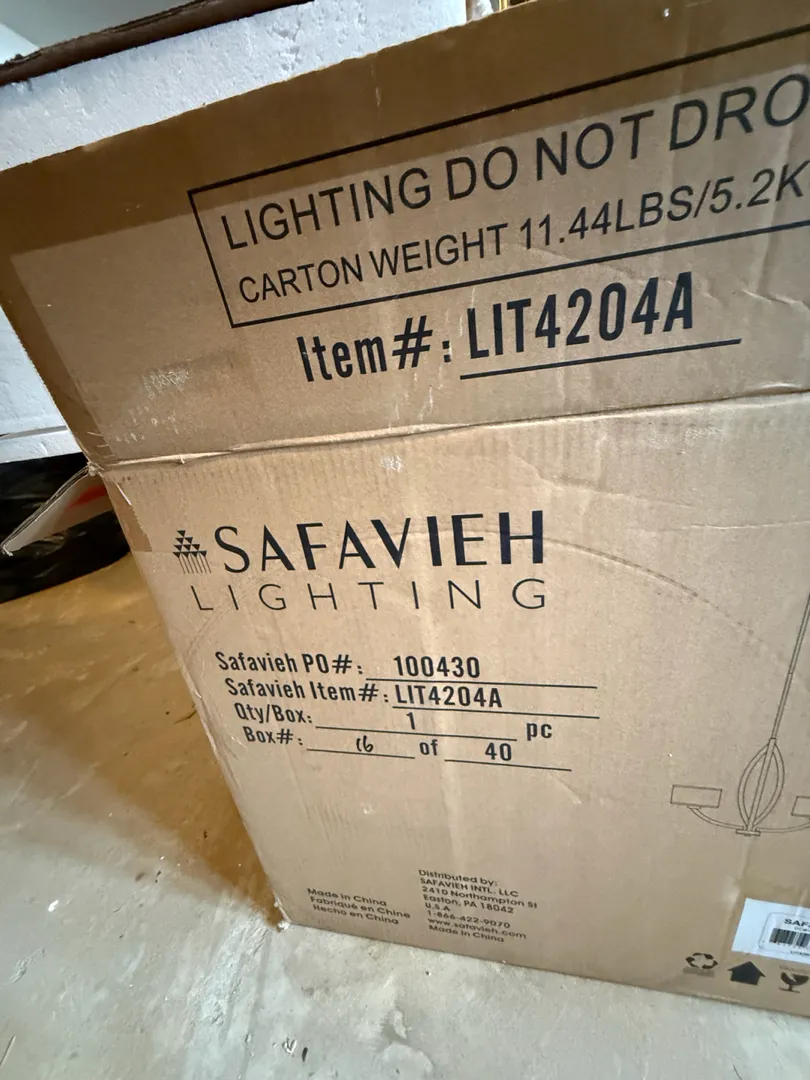 LIGHTING DO NOT DRO
CARTON WEIGHT 11.44LBS/5.2K
Item#: LIT4204A
SAFAVIEH
LIGHTING
Safavieh PO#: 100430
Safavieh Item#: LIT4204A
Qty/Box: 1 pc
Box#: 16 of 40
Made in China
Fabriqué en Chine
Hecho en China
Distributed by:
SAFAVIEH INTL. LLC
2410 Northampton St
Easton, PA 18042
U.S.A
1-866-422-9070
www.safavieh.com
Made in China
SAF